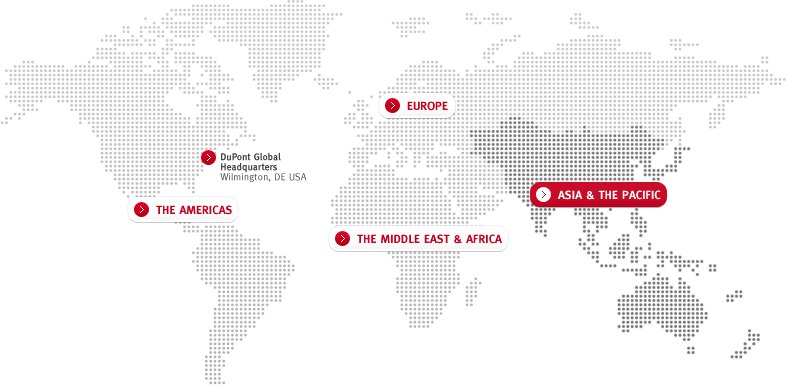 EUROPE
DuPont Global
Headquarters
Wilmington, DE USA
ASIA & THE PACIFIC
THE AMERICAS
THE MIDDLE EAST & AFRICA